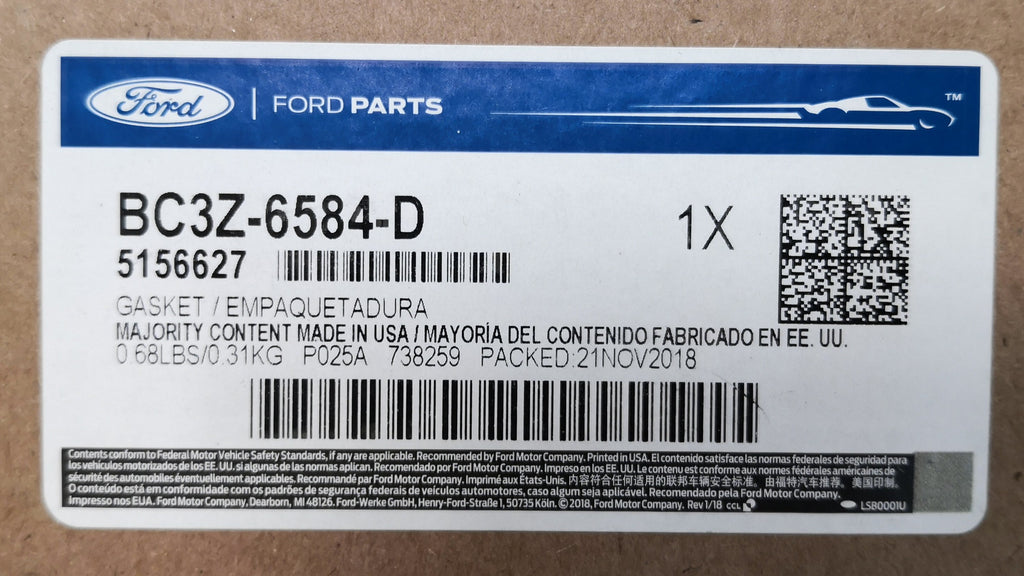 Ford | FORD PARTS ™
BC3Z-6584-D 1X
5156627
GASKET / EMPAQUETADURA
MAJORITY CONTENT MADE IN USA / MAYORÍA DEL CONTENIDO FABRICADO EN EE. UU.
0.68LBS/0.31KG P025A 738259 PACKED:21NOV2018
Contents conform to Federal Motor Vehicle Safety Standards, if any are applicable. Recommended by Ford Motor Company. Printed in USA. El contenido satisface las normas federales de seguridad para
los vehículos motorizados de los EE. UU. si algunas de las normas aplican. Recomendado por Ford Motor Company. Impreso en los EE. UU. Le contenu est conforme aux normes fédérales américaines de
sécurité des automobiles éventuellement applicables. Recommandé par Ford Motor Company. Imprimé aux États-Unis. 内容符合任何适用的联邦车辆安全标准。由福特汽车推荐。美国印制。
O conteúdo está em conformidade com os padrões de segurança federais de veículos automotores, caso algum seja aplicável. Recomendado pela Ford Motor Company.
Impresso nos EUA. Ford Motor Company, Dearborn, MI 48126. Ford-Werke GmbH, Henry-Ford-Straße 1, 50735 Köln. © 2018, Ford Motor Company. Rev 1/18 CCL LSB0001U